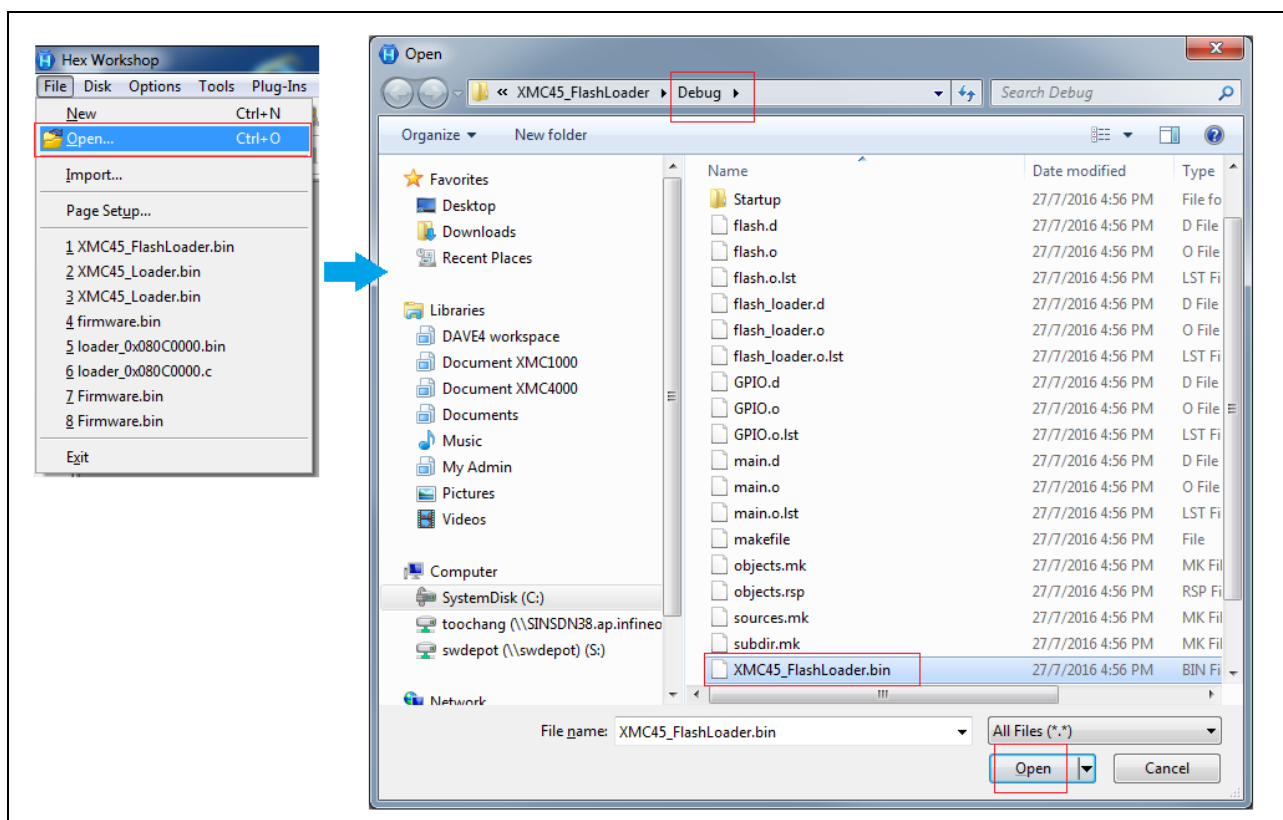 Hex Workshop
File Disk Options Tools Plug-Ins
New Ctrl+N
Open... Ctrl+O
Import...
Page Setup...
1 XMC45_FlashLoader.bin
2 XMC45_Loader.bin
3 XMC45_Loader.bin
4 firmware.bin
5 loader_0x080C0000.bin
6 loader_0x080C0000.c
7 Firmware.bin
8 Firmware.bin
Exit
Open
« XMC45_FlashLoader Debug
Search Debug
Organize New folder
Favorites
Desktop
Downloads
Recent Places
Libraries
DAVE4 workspace
Document XMC1000
Document XMC4000
Documents
Music
My Admin
Pictures
Videos
Computer
SystemDisk (C:)
toochang (\\SINSDN38.ap.infineo
swdepot (\\swdepot) (S:)
Network
Name Date modified Type
Startup 27/7/2016 4:56 PM File fo
flash.d 27/7/2016 4:56 PM D File
flash.o 27/7/2016 4:56 PM O File
flash.o.lst 27/7/2016 4:56 PM LST Fi
flash_loader.d 27/7/2016 4:56 PM D File
flash_loader.o 27/7/2016 4:56 PM O File
flash_loader.o.lst 27/7/2016 4:56 PM LST Fi
GPIO.d 27/7/2016 4:56 PM D File
GPIO.o 27/7/2016 4:56 PM O File
GPIO.o.lst 27/7/2016 4:56 PM LST Fi
main.d 27/7/2016 4:56 PM D File
main.o 27/7/2016 4:56 PM O File
main.o.lst 27/7/2016 4:56 PM LST Fi
makefile 27/7/2016 4:56 PM File
objects.mk 27/7/2016 4:56 PM MK Fil
objects.rsp 27/7/2016 4:56 PM RSP Fi
sources.mk 27/7/2016 4:56 PM MK Fil
subdir.mk 27/7/2016 4:56 PM MK Fil
XMC45_FlashLoader.bin 27/7/2016 4:56 PM BIN Fi
File name: XMC45_FlashLoader.bin All Files (*.*)
Open Cancel